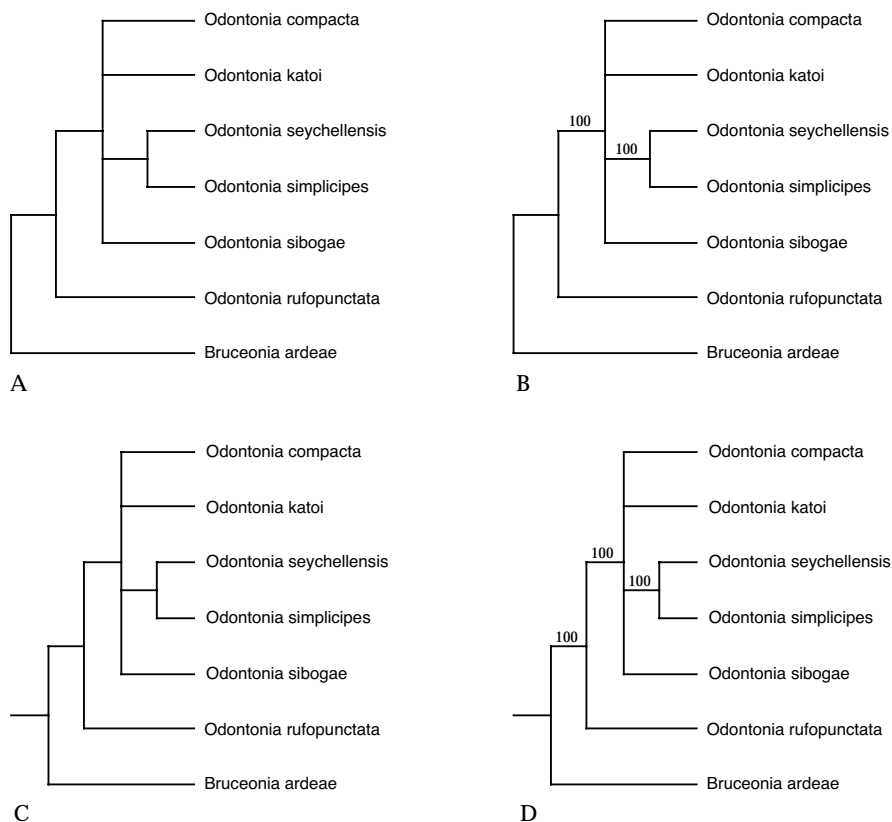 Odontonia compacta
Odontonia katoi
Odontonia seychellensis
Odontonia simplicipes
Odontonia sibogae
Odontonia rufopunctata
Bruceonia ardeae
A
Odontonia compacta
Odontonia katoi
100
Odontonia seychellensis
100
Odontonia simplicipes
Odontonia sibogae
Odontonia rufopunctata
Bruceonia ardeae
B
Odontonia compacta
Odontonia katoi
Odontonia seychellensis
Odontonia simplicipes
Odontonia sibogae
Odontonia rufopunctata
Bruceonia ardeae
C
Odontonia compacta
Odontonia katoi
100
Odontonia seychellensis
100
Odontonia simplicipes
100
Odontonia sibogae
Odontonia rufopunctata
Bruceonia ardeae
D